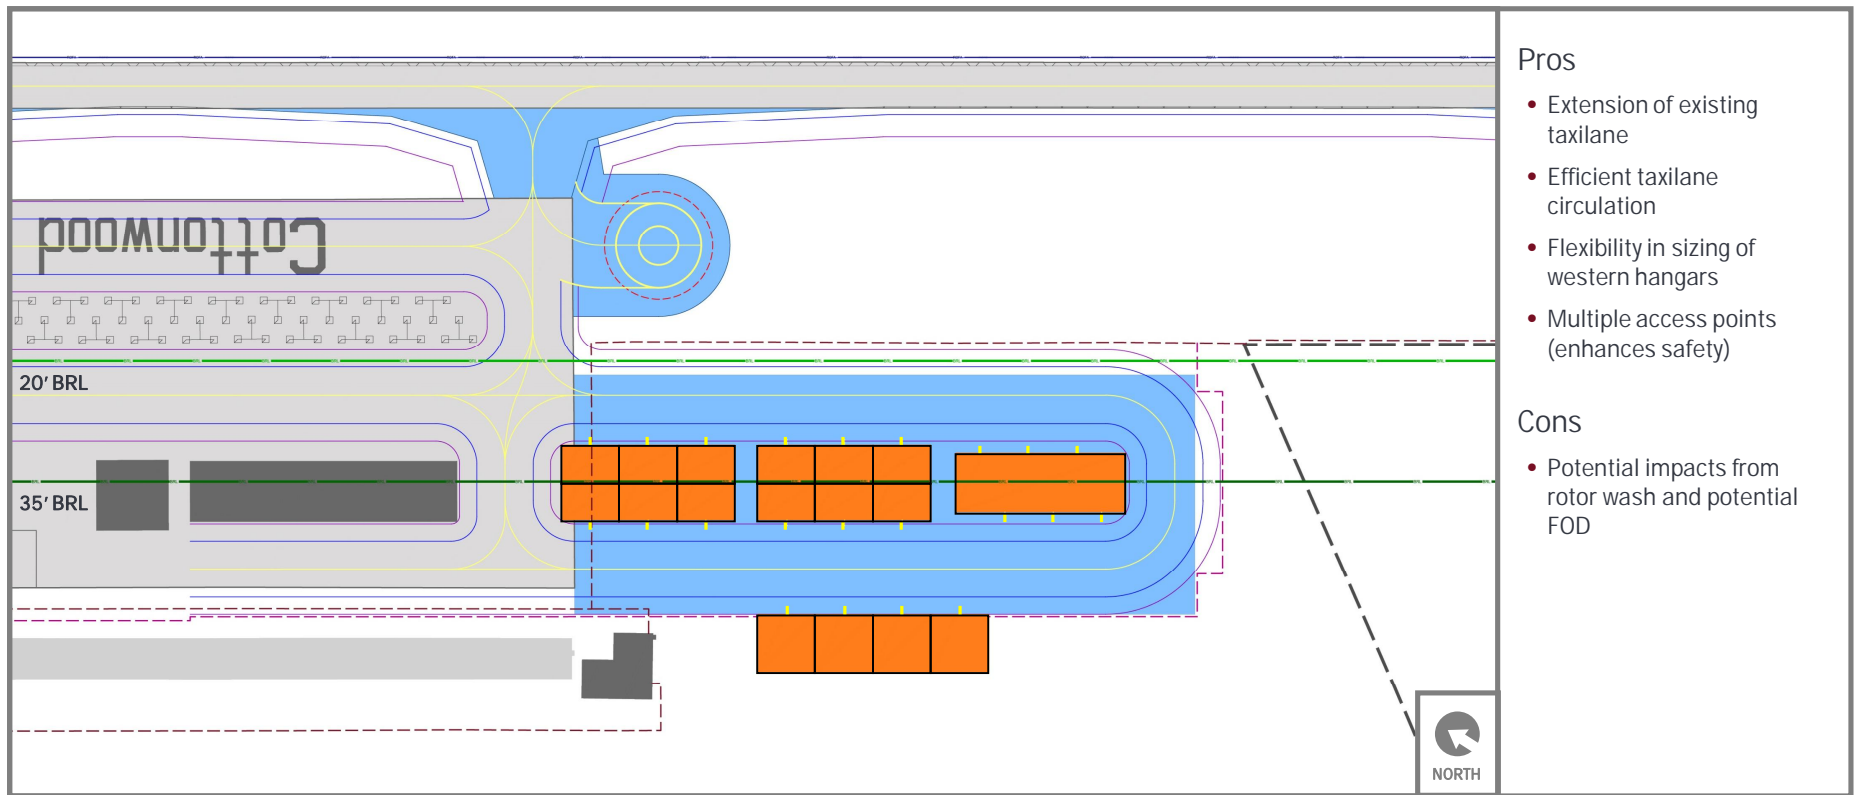 Cottonwood
20' BRL
35' BRL
NORTH
Pros
• Extension of existing
taxilane
• Efficient taxilane
circulation
• Flexibility in sizing of
western hangars
• Multiple access points
(enhances safety)
Cons
• Potential impacts from
rotor wash and potential
FOD